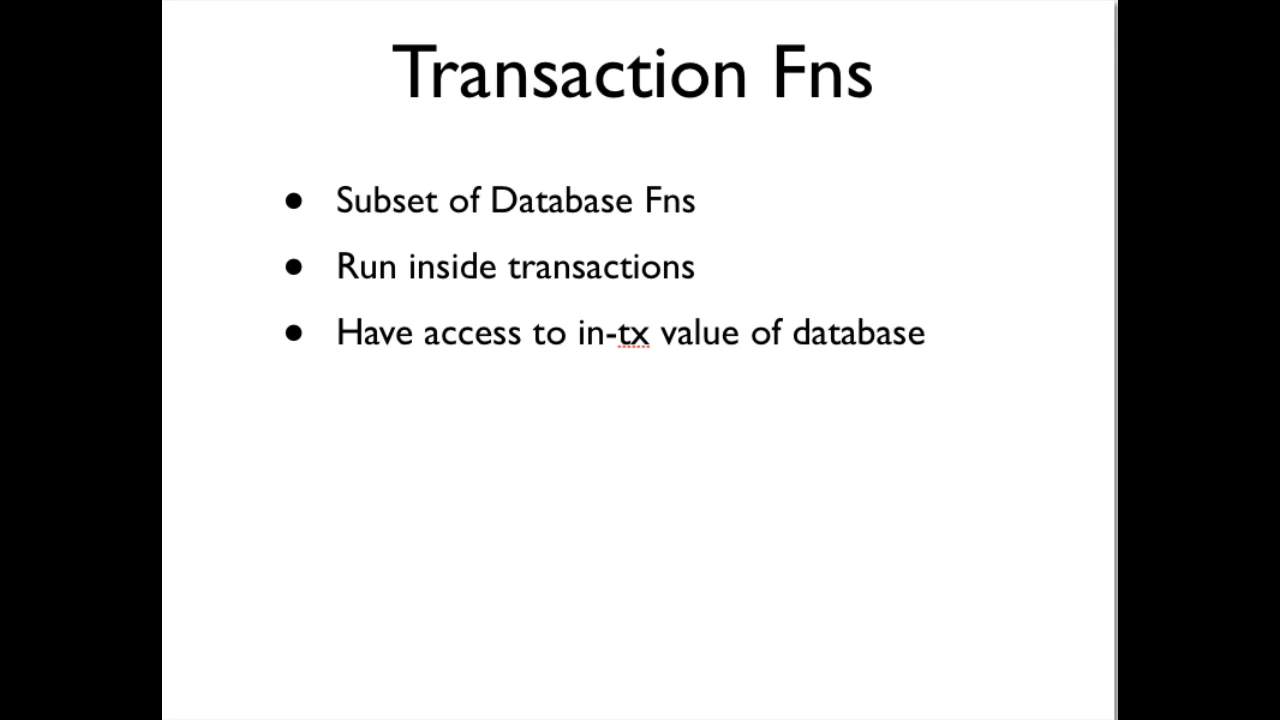 Transaction Fns
● Subset of Database Fns
● Run inside transactions
● Have access to in-tx value of database